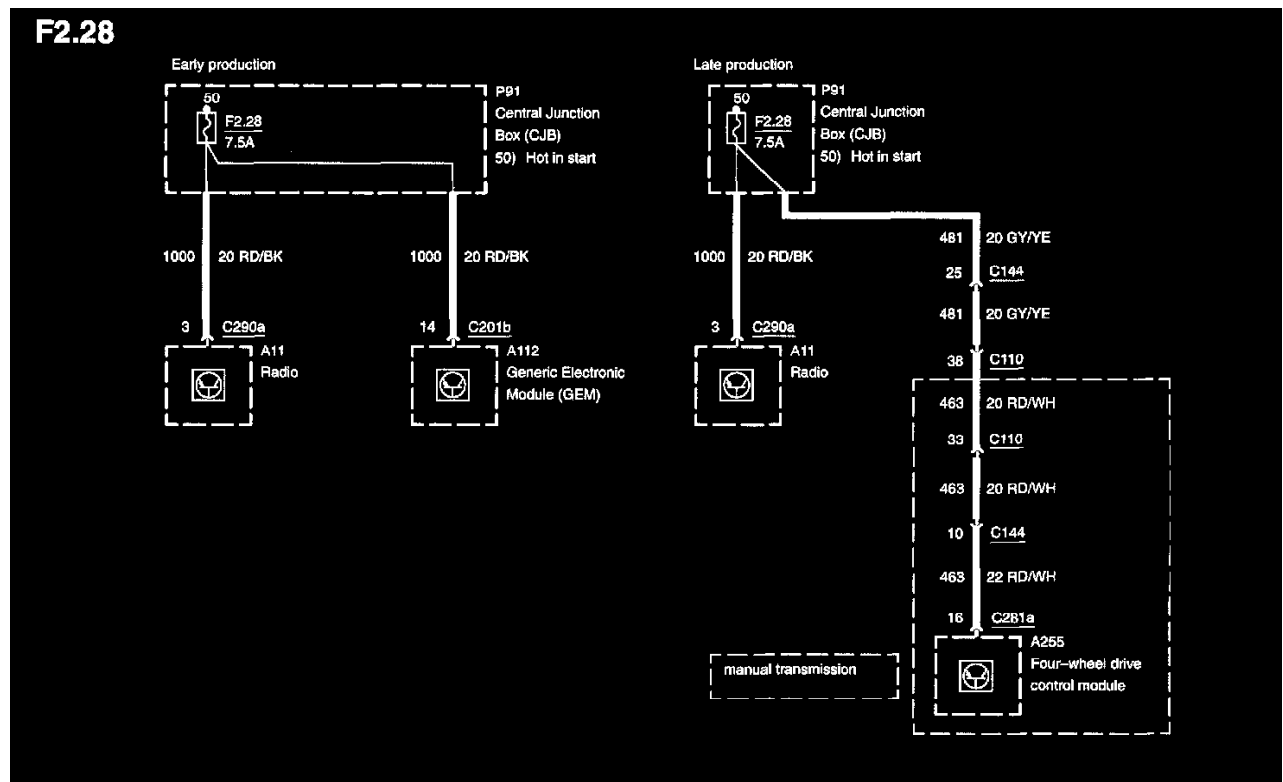 F2.28
Early production
50
F2.28
7.5A
P91
Central Junction
Box (CJB)
50) Hot in start
1000 20 RD/BK
1000 20 RD/BK
3 C290a
14 C201b
A11
Radio
A112
Generic Electronic
Module (GEM)
Late production
50
F2.28
7.5A
P91
Central Junction
Box (CJB)
50) Hot in start
1000 20 RD/BK
3 C290a
A11
Radio
481 20 GY/YE
25 C144
481 20 GY/YE
38 C110
463 20 RD/WH
33 C110
463 20 RD/WH
10 C144
463 22 RD/WH
16 C281a
A255
Four-wheel drive
control module
manual transmission